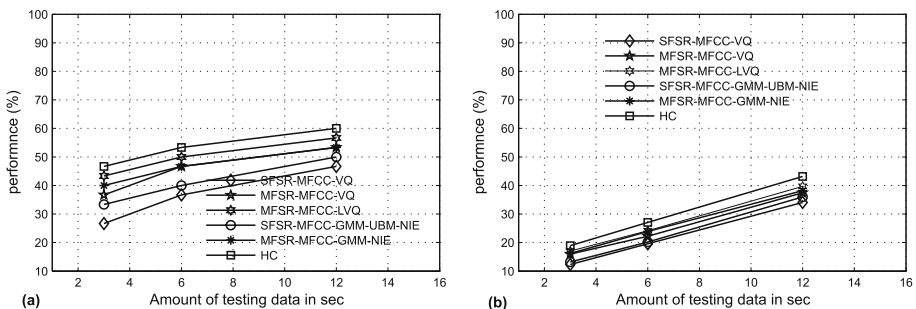 100
90
80
70
60
50
40
30
20
10
performnce (%)
2 4 6 8 10 12 14 16
Amount of testing data in sec
(a)
SFSR-MFCC-VQ
MFSR-MFCC-VQ
MFSR-MFCC-LVQ
SFSR-MFCC-GMM-UBM-NIE
MFSR-MFCC-GMM-NIE
HC
100
90
80
70
60
50
40
30
20
10
performnce (%)
2 4 6 8 10 12 14 16
Amount of testing data in sec
(b)
SFSR-MFCC-VQ
MFSR-MFCC-VQ
MFSR-MFCC-LVQ
SFSR-MFCC-GMM-UBM-NIE
MFSR-MFCC-GMM-NIE
HC